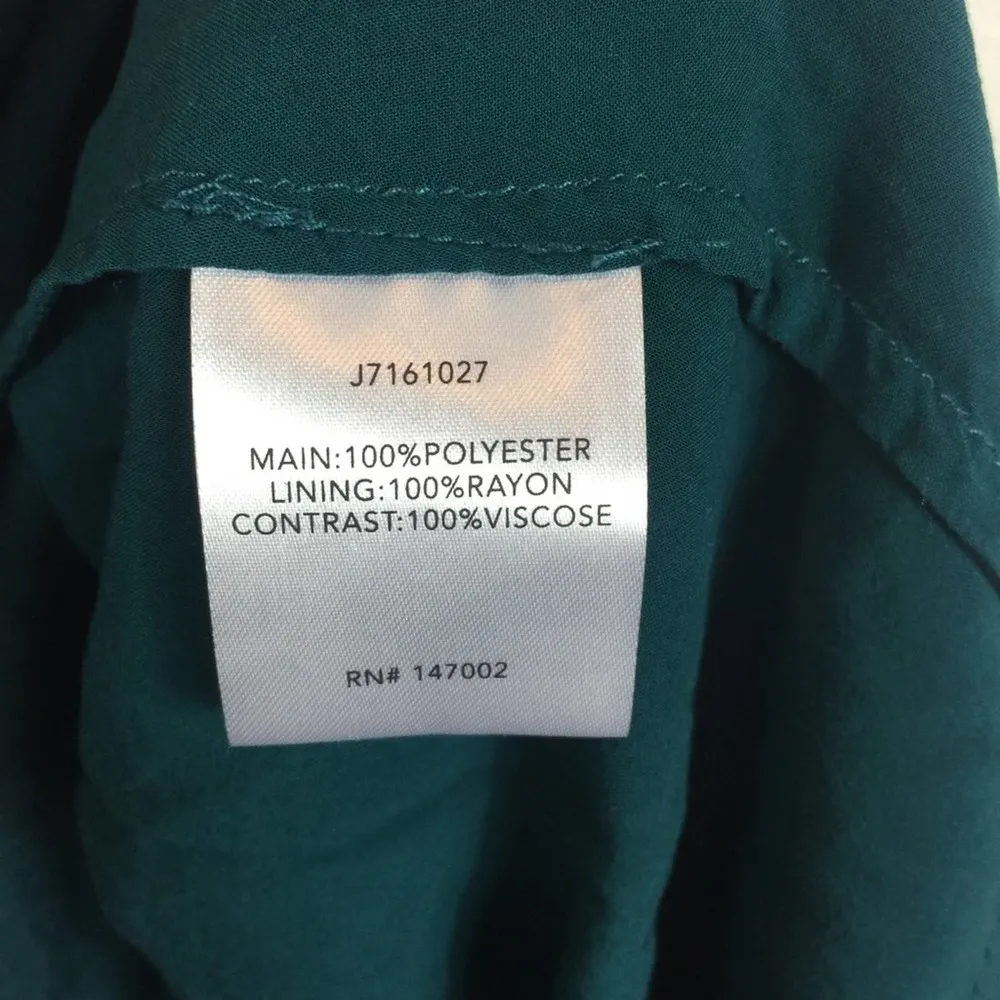 J7161027
MAIN:100%POLYESTER
LINING:100%RAYON
CONTRAST:100%VISCOSE
RN# 147002